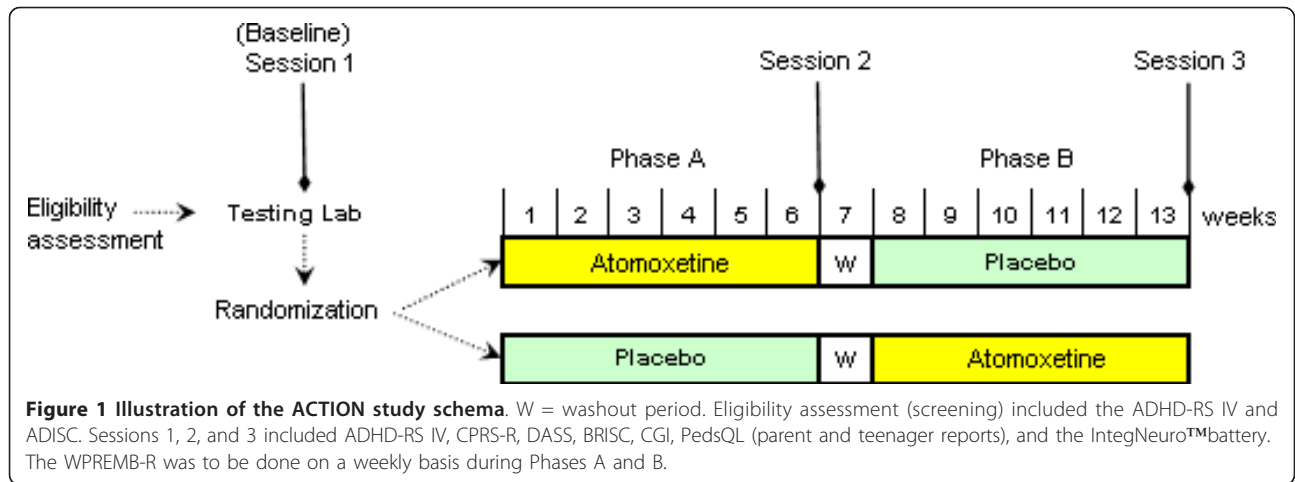 (Baseline)
Session 1
Session 2
Session 3
Phase A
Phase B
Eligibility
assessment
Testing Lab
1 2 3 4 5 6 7 8 9 10 11 12 13 weeks
Atomoxetine W Placebo
Randomization
Placebo W Atomoxetine
Figure 1 Illustration of the ACTION study schema. W = washout period. Eligibility assessment (screening) included the ADHD-RS IV and
ADISC. Sessions 1, 2, and 3 included ADHD-RS IV, CPRS-R, DASS, BRISC, CGI, PedsQL (parent and teenager reports), and the IntegNeuro™battery.
The WPREMB-R was to be done on a weekly basis during Phases A and B.